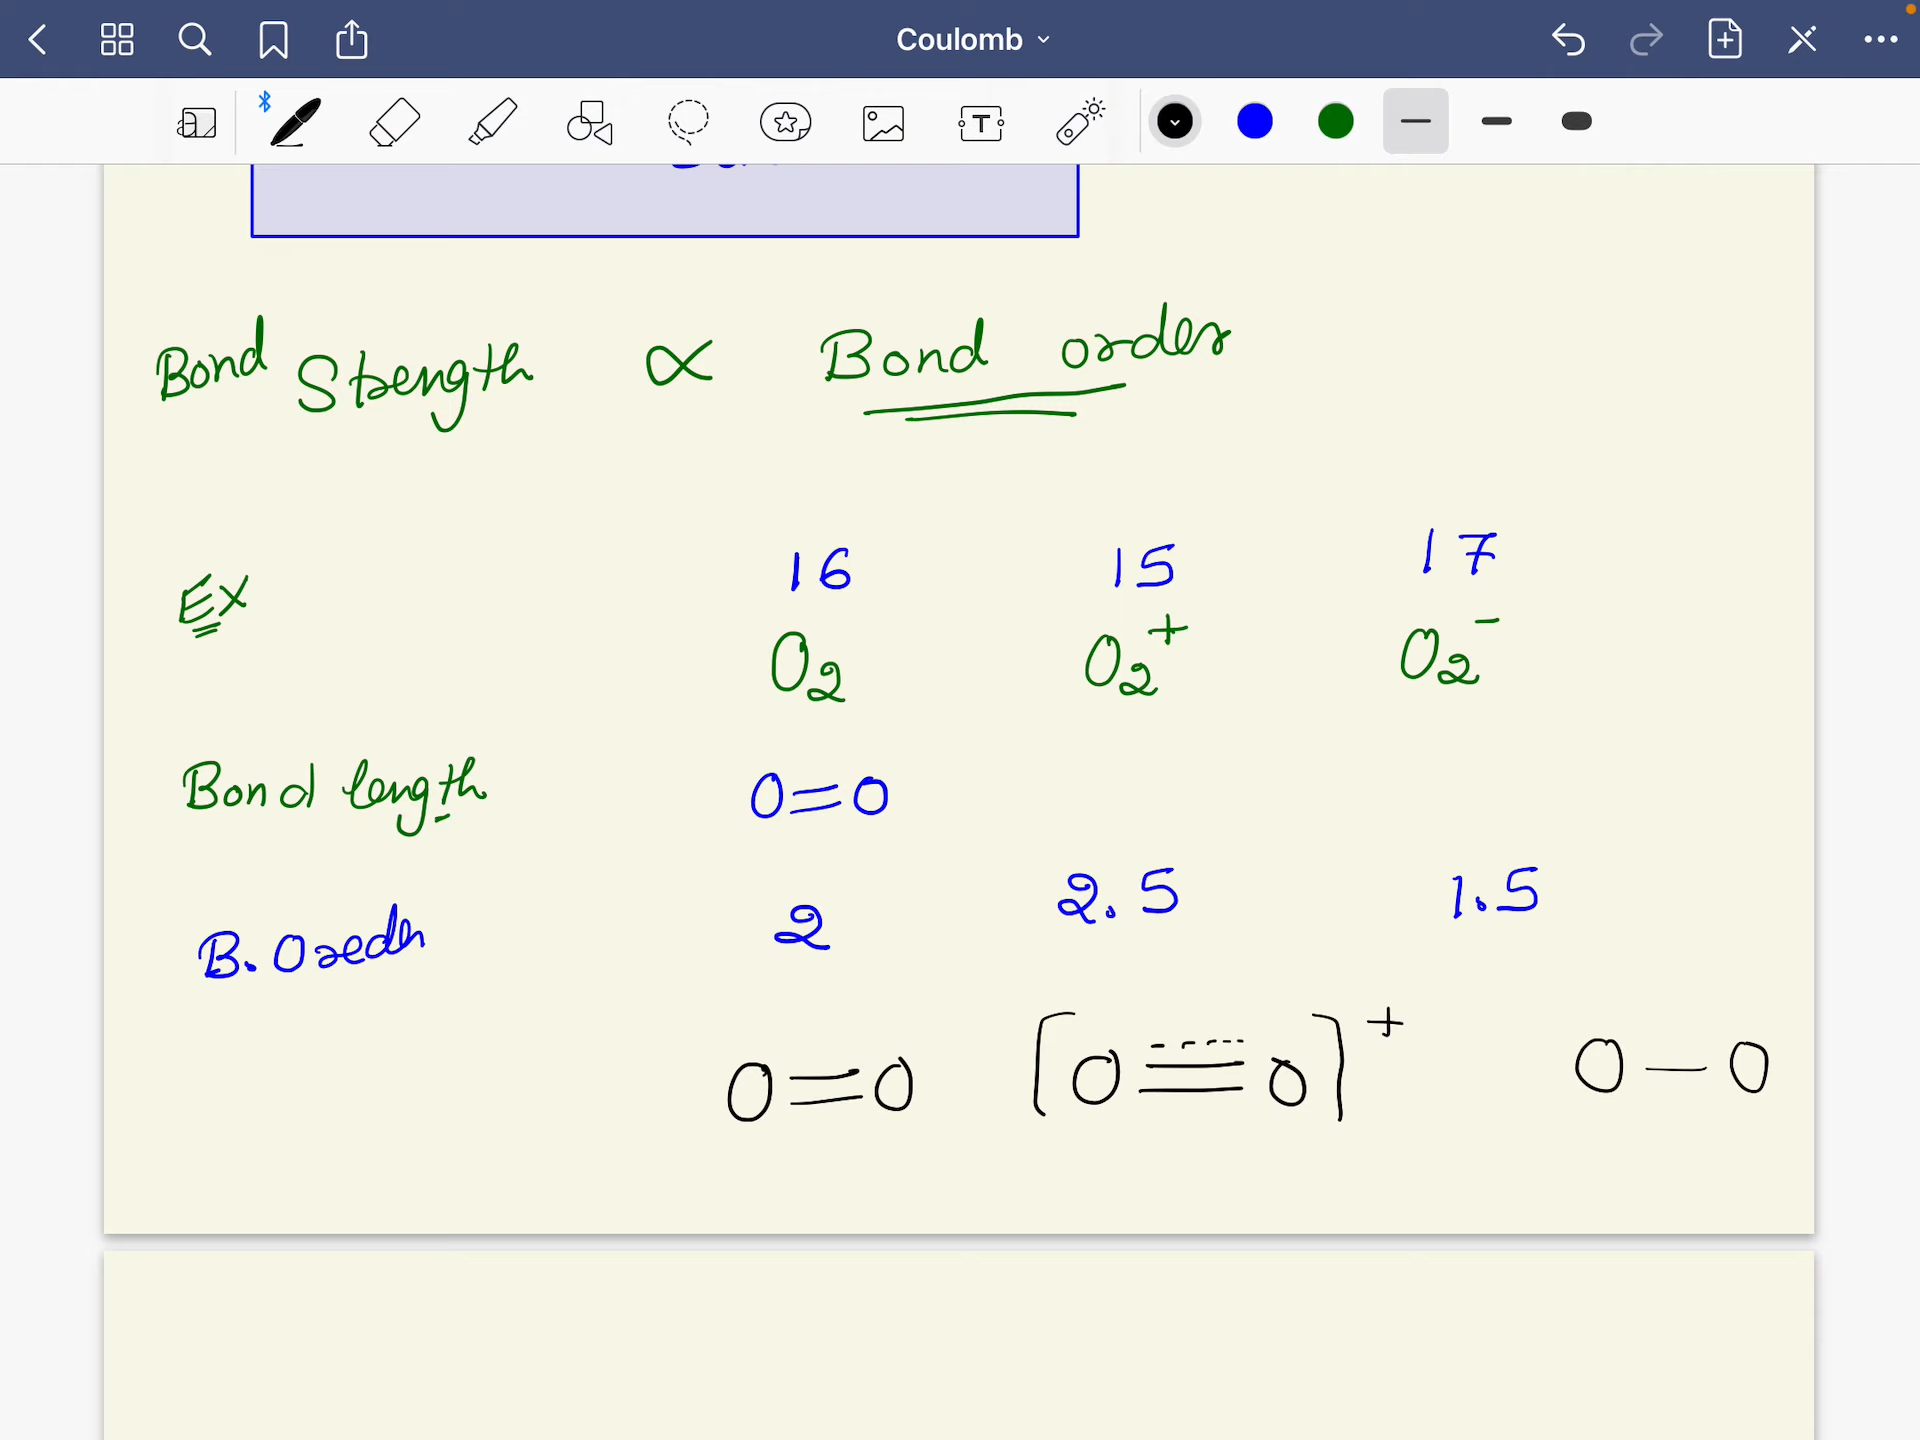 Coulomb
T
Bond Strength ∝ Bond order
16 15 17
Ex O₂ O₂⁺ O₂⁻
Bond length O=O
B. Oredr 2 2.5 1.5
O=O [O≡O]⁺ O–O